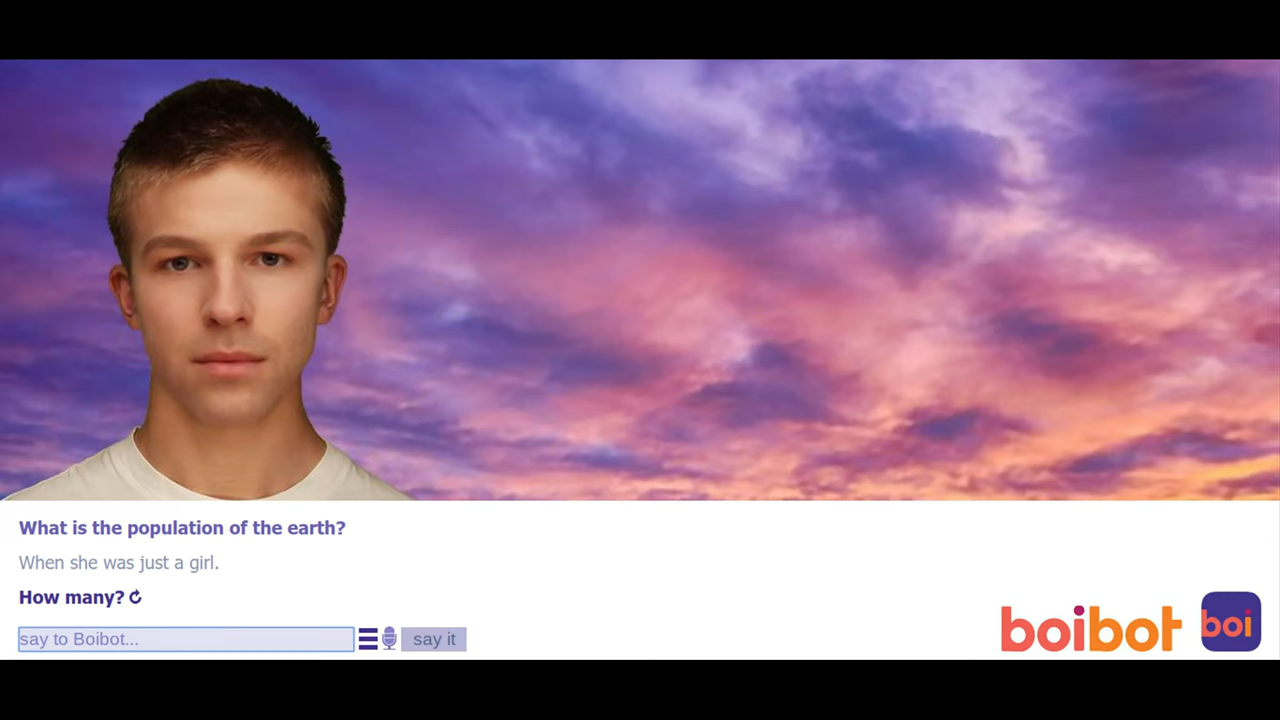 What is the population of the earth?
When she was just a girl.
How many?
say to Boibot...
say it
boibot
boi